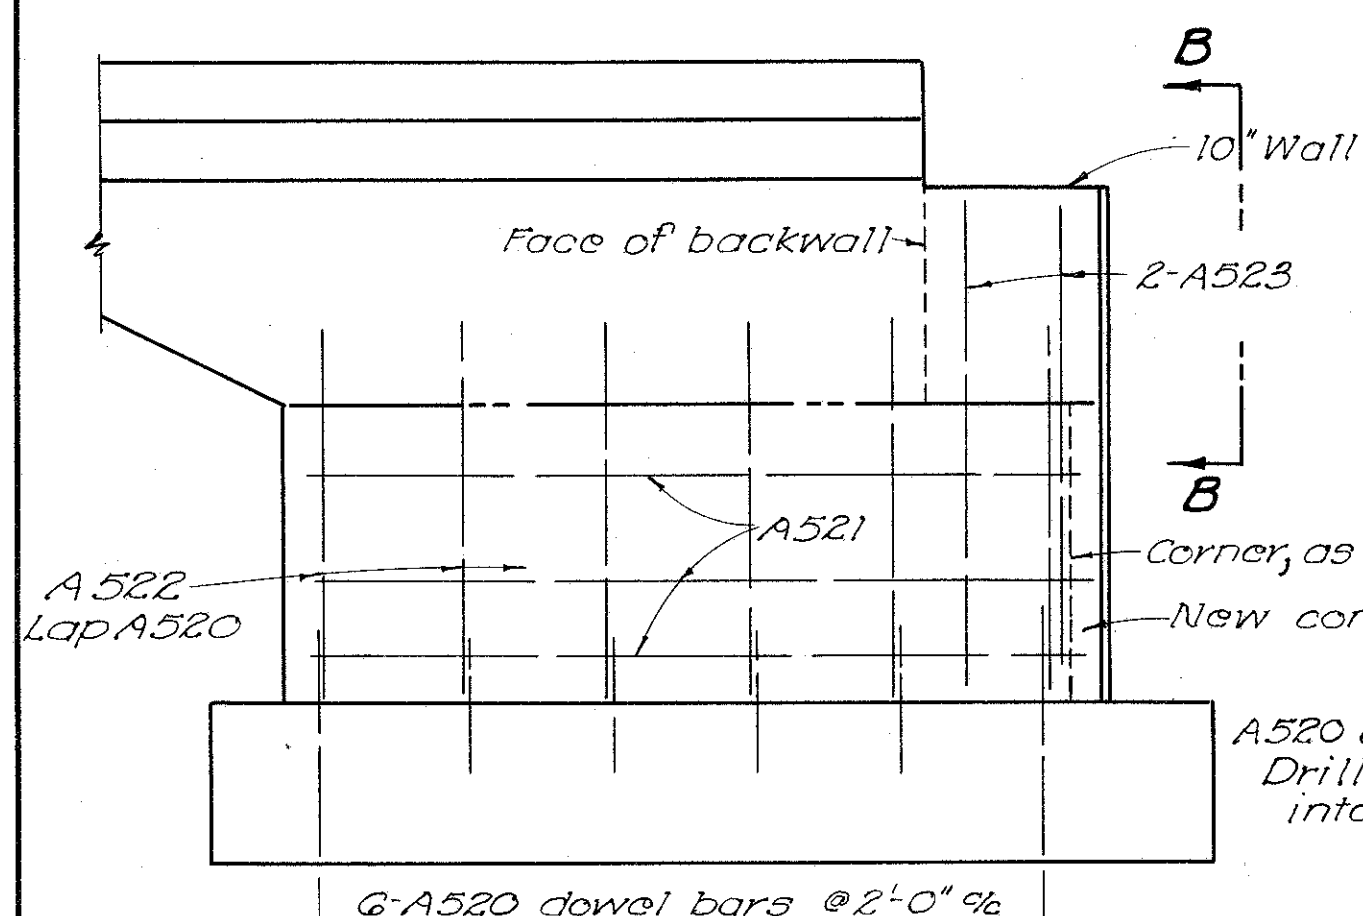 B
10" Wall
Face of backwall
2-A523
B
A521
Corner, as
A522
Lap A520
New cor
A520
Drill
into
6-A520 dowel bars @ 2'-0" c/c